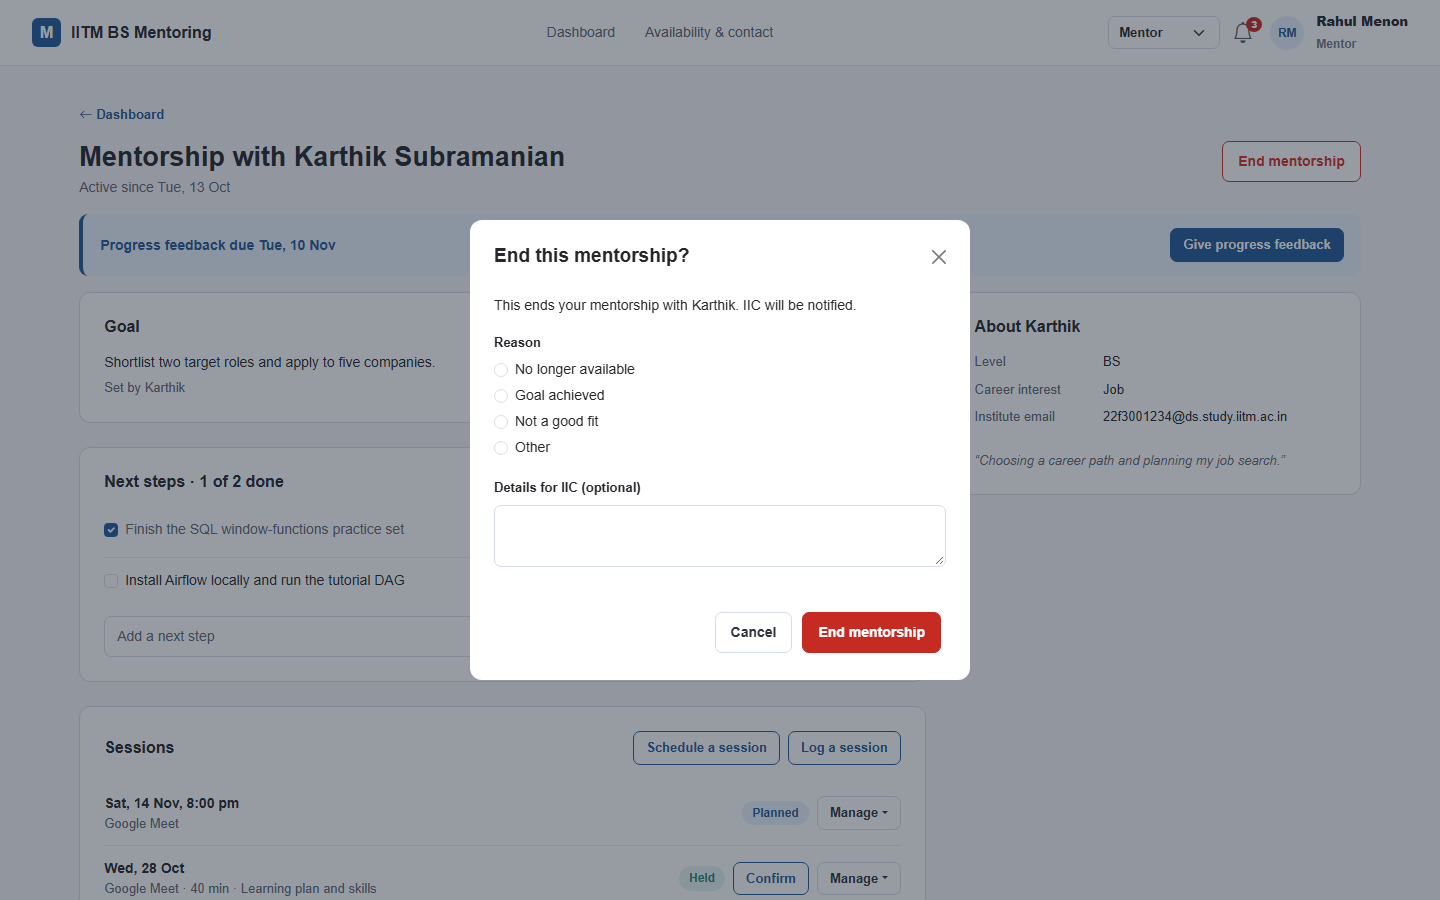 M IITM BS Mentoring
Dashboard
Availability & contact
Mentor
3
RM
Rahul Menon
Mentor
← Dashboard
Mentorship with Karthik Subramanian
Active since Tue, 13 Oct
End mentorship
Progress feedback due Tue, 10 Nov
Give progress feedback
Goal
Shortlist two target roles and apply to five companies.
Set by Karthik
Next steps · 1 of 2 done
Finish the SQL window-functions practice set
Install Airflow locally and run the tutorial DAG
Add a next step
End this mentorship?
This ends your mentorship with Karthik. IIC will be notified.
Reason
No longer available
Goal achieved
Not a good fit
Other
Details for IIC (optional)
Cancel
End mentorship
About Karthik
Level BS
Career interest Job
Institute email 22f3001234@ds.study.iitm.ac.in
“Choosing a career path and planning my job search.”
Sessions
Schedule a session
Log a session
Sat, 14 Nov, 8:00 pm
Google Meet
Planned
Manage
Wed, 28 Oct
Google Meet · 40 min · Learning plan and skills
Held
Confirm
Manage